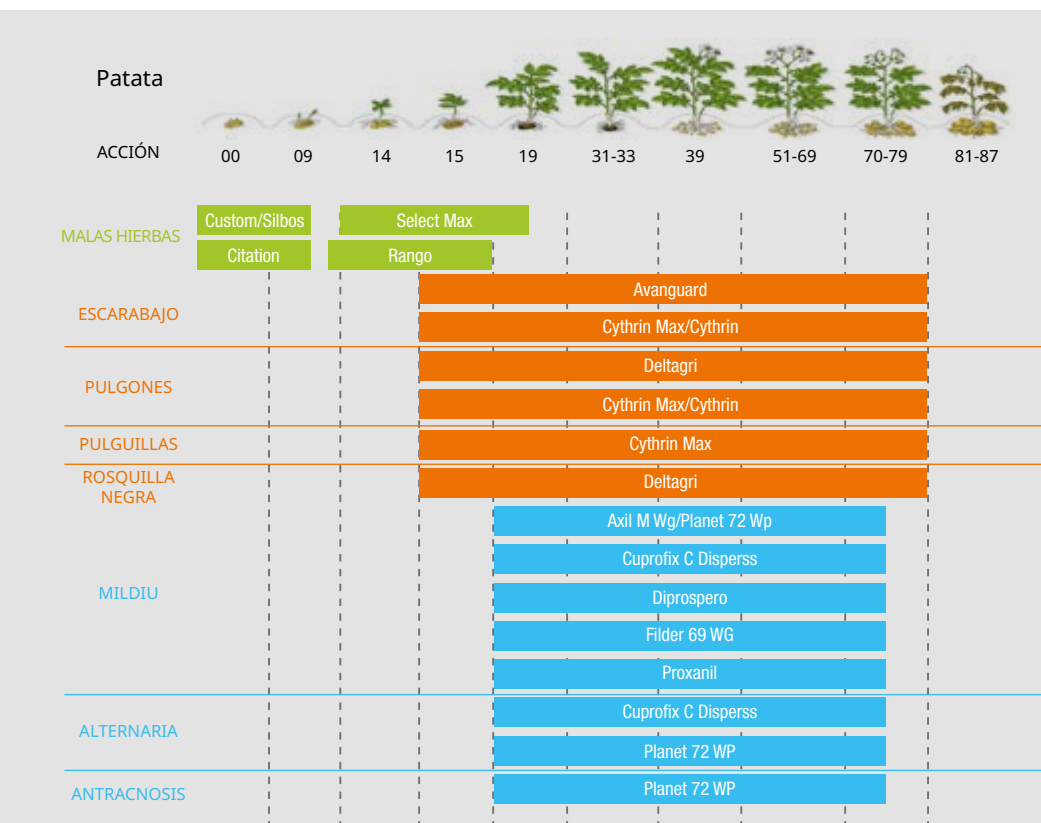 Patata
ACCIÓN 00 09 14 15 19 31-33 39 51-69 70-79 81-87
MALAS HIERBAS
Custom/Silbos Select Max
Citation Rango
ESCARABAJO
Avanguard
Cythrin Max/Cythrin
PULGONES
Deltagri
Cythrin Max/Cythrin
PULGUILLAS
Cythrin Max
ROSQUILLA
NEGRA
Deltagri
MILDIU
Axil M Wg/Planet 72 Wp
Cuprofix C Disperss
Diprospero
Filder 69 WG
Proxanil
ALTERNARIA
Cuprofix C Disperss
Planet 72 WP
ANTRACNOSIS
Planet 72 WP